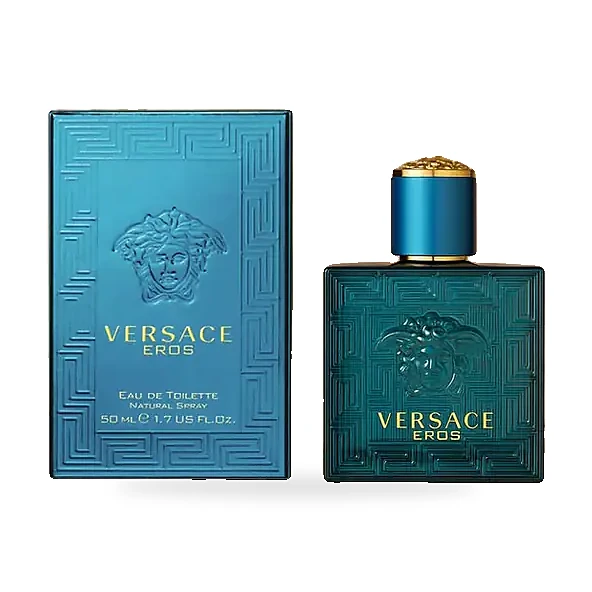 VERSACE
EROS
EAU DE TOILETTE
NATURAL SPRAY
50 ML ℮ 1.7 US FL.OZ.
VERSACE
EROS